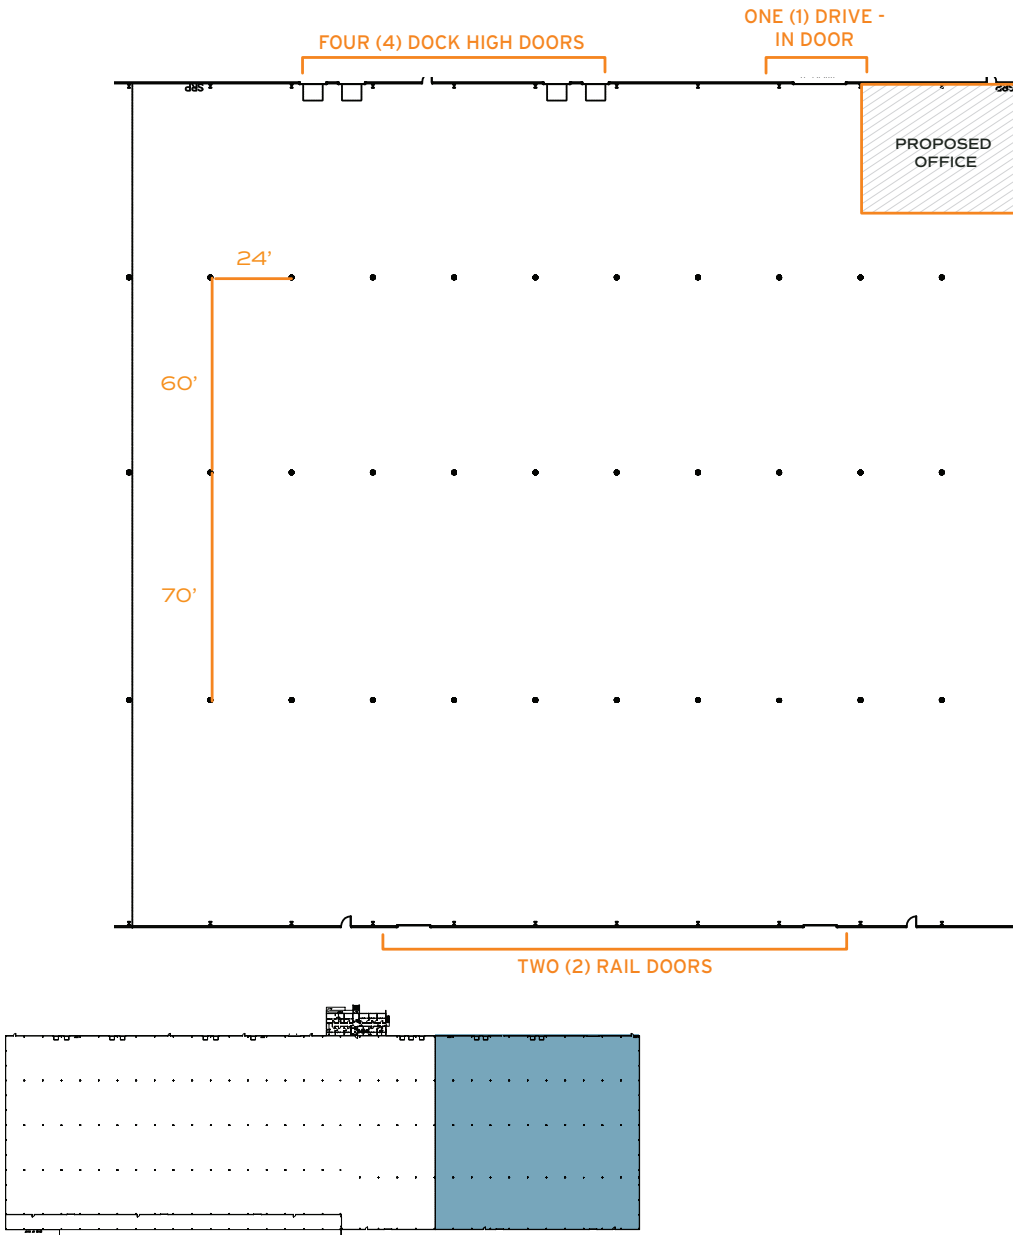 ONE (1) DRIVE -
IN DOOR
FOUR (4) DOCK HIGH DOORS
SRP
PROPOSED
OFFICE
24’
60’
70’
TWO (2) RAIL DOORS